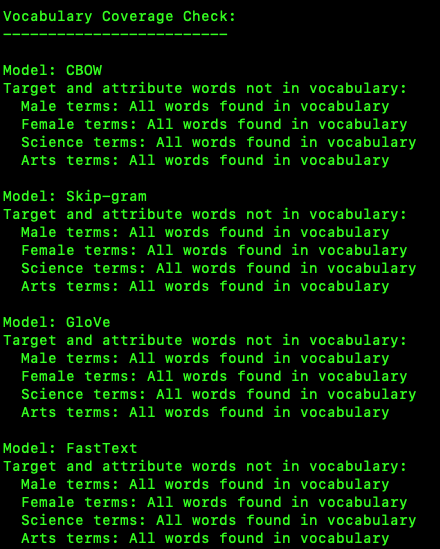 Vocabulary Coverage Check:
-------------------------
Model: CBOW
Target and attribute words not in vocabulary:
Male terms: All words found in vocabulary
Female terms: All words found in vocabulary
Science terms: All words found in vocabulary
Arts terms: All words found in vocabulary
Model: Skip-gram
Target and attribute words not in vocabulary:
Male terms: All words found in vocabulary
Female terms: All words found in vocabulary
Science terms: All words found in vocabulary
Arts terms: All words found in vocabulary
Model: GloVe
Target and attribute words not in vocabulary:
Male terms: All words found in vocabulary
Female terms: All words found in vocabulary
Science terms: All words found in vocabulary
Arts terms: All words found in vocabulary
Model: FastText
Target and attribute words not in vocabulary:
Male terms: All words found in vocabulary
Female terms: All words found in vocabulary
Science terms: All words found in vocabulary
Arts terms: All words found in vocabulary